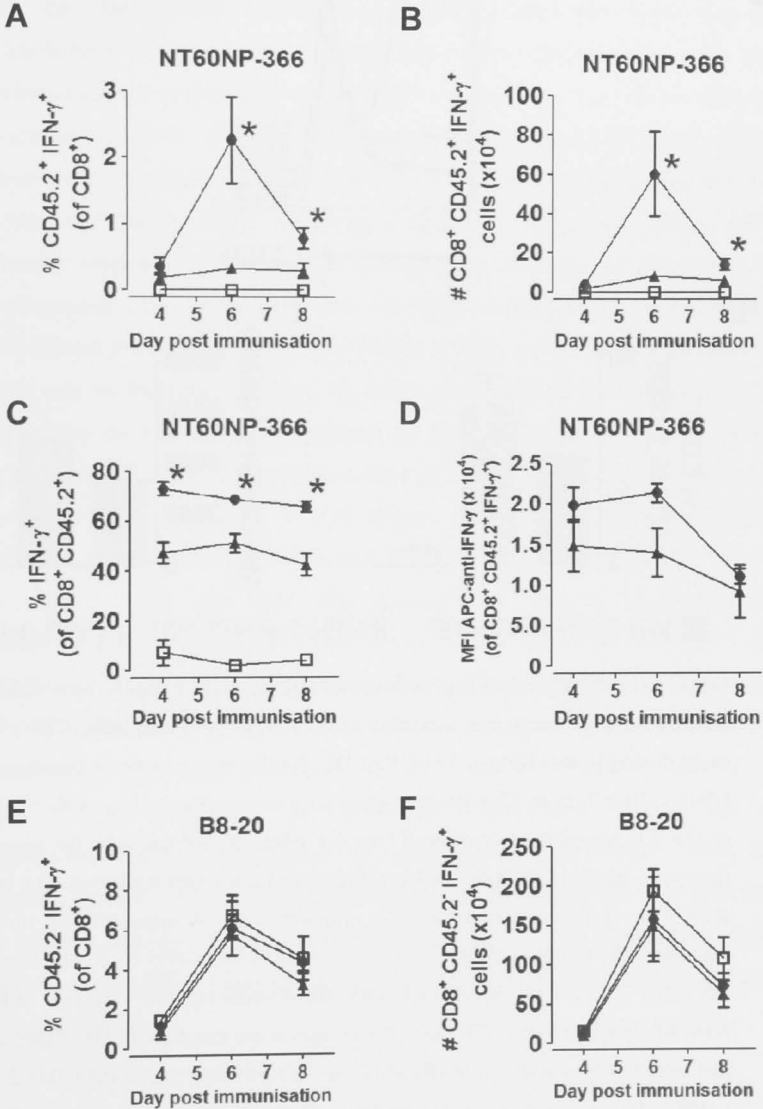 A
NT60NP-366
% CD45.2+ IFN-γ+
(of CD8+)
3
2
1
0
*
*
4 5 6 7 8
Day post immunisation
B
NT60NP-366
# CD8+ CD45.2+ IFN-γ+
cells (x10⁴)
100
80
60
40
20
0
*
*
4 5 6 7 8
Day post immunisation
C
NT60NP-366
% IFN-γ+
(of CD8+ CD45.2+)
80
60
40
20
0
* * *
4 5 6 7 8
Day post immunisation
D
NT60NP-366
MFI APC-anti-IFN-γ (x 10⁴)
(of CD8+ CD45.2+ IFN-γ+)
2.5
2.0
1.5
1.0
0.5
0.0
4 5 6 7 8
Day post immunisation
E
B8-20
% CD45.2- IFN-γ+
(of CD8+)
10
8
6
4
2
0
4 5 6 7 8
Day post immunisation
F
B8-20
# CD8+ CD45.2- IFN-γ+
cells (x10⁴)
250
200
150
100
50
0
4 5 6 7 8
Day post immunisation